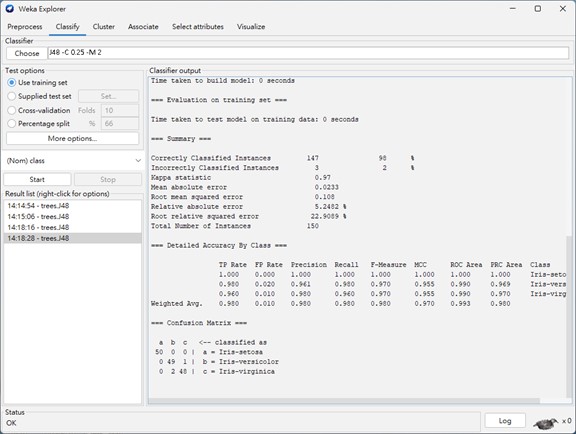 Weka Explorer
Preprocess Classify Cluster Associate Select attributes Visualize
Classifier
Choose J48 -C 0.25 -M 2
Test options
Use training set
Supplied test set Set...
Cross-validation Folds 10
Percentage split % 66
More options...
(Nom) class
Start Stop
Result list (right-click for options)
14:14:54 - trees.J48
14:15:06 - trees.J48
14:18:16 - trees.J48
14:18:28 - trees.J48
Classifier output
Time taken to build model: 0 seconds
=== Evaluation on training set ===
Time taken to test model on training data: 0 seconds
=== Summary ===
Correctly Classified Instances 147 98 %
Incorrectly Classified Instances 3 2 %
Kappa statistic 0.97
Mean absolute error 0.0233
Root mean squared error 0.108
Relative absolute error 5.2482 %
Root relative squared error 22.9089 %
Total Number of Instances 150
=== Detailed Accuracy By Class ===
TP Rate FP Rate Precision Recall F-Measure MCC ROC Area PRC Area Class
1.000 0.000 1.000 1.000 1.000 1.000 1.000 1.000 Iris-seto
0.980 0.020 0.961 0.980 0.970 0.955 0.990 0.969 Iris-vers
0.960 0.010 0.980 0.960 0.970 0.955 0.990 0.970 Iris-virg
Weighted Avg. 0.980 0.010 0.980 0.980 0.980 0.970 0.993 0.980
=== Confusion Matrix ===
a b c <-- classified as
50 0 0 | a = Iris-setosa
0 49 1 | b = Iris-versicolor
0 2 48 | c = Iris-virginica
Status
OK
Log x 0